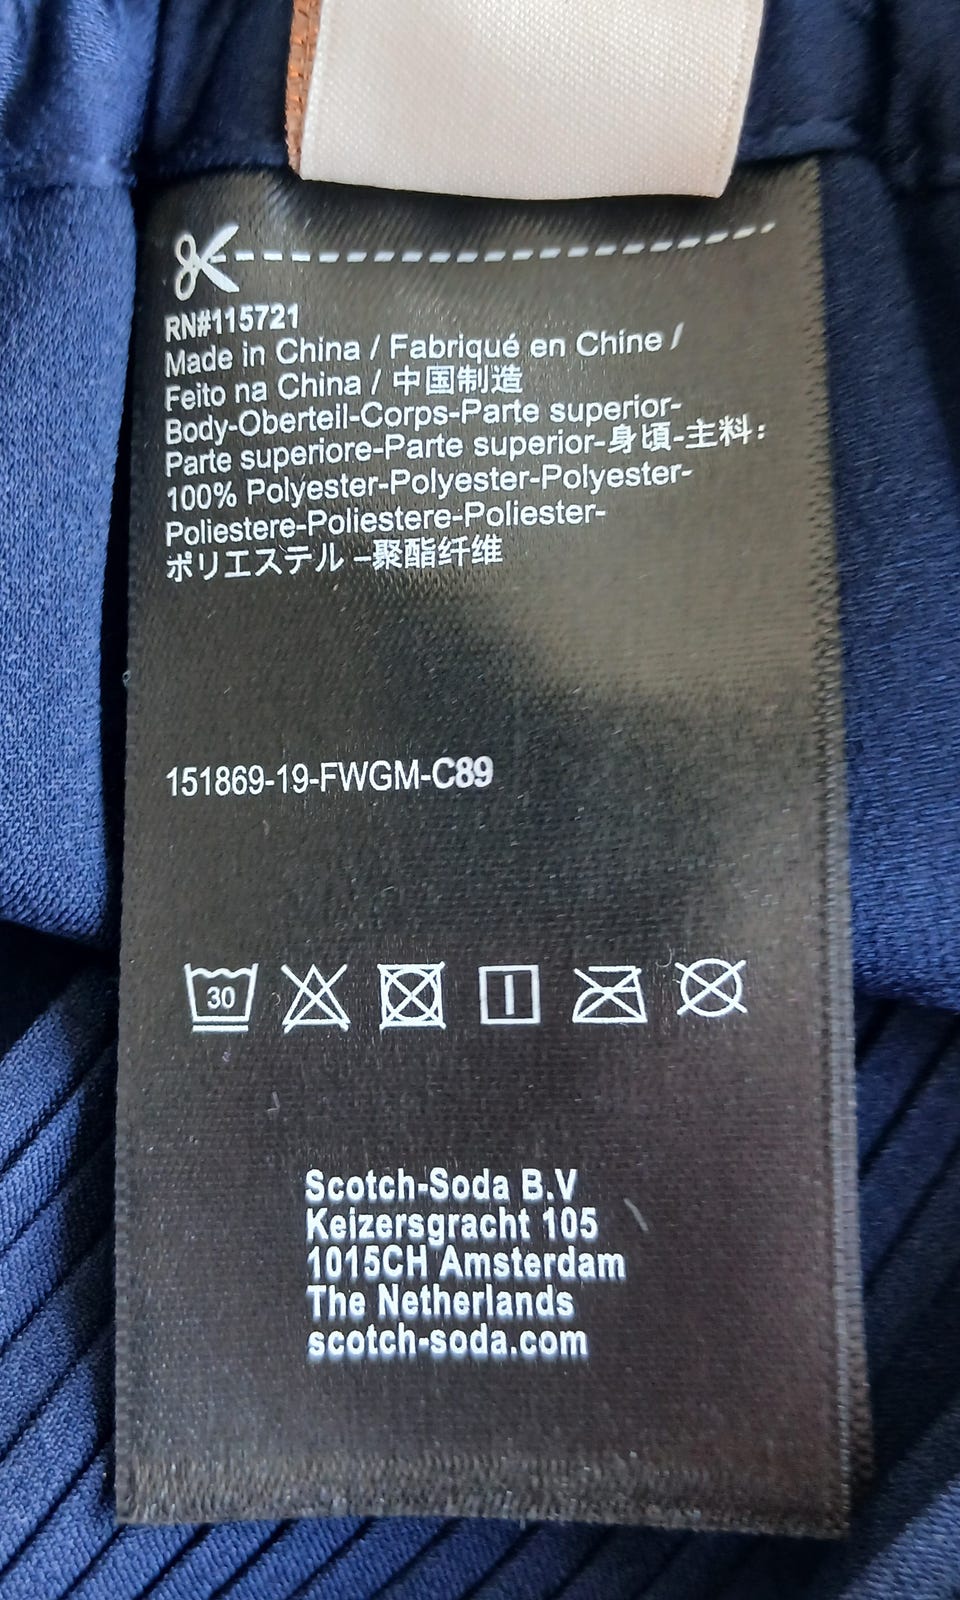 RN#115721
Made in China / Fabriqué en Chine /
Feito na China / 中国制造
Body-Oberteil-Corps-Parte superior-
Parte superiore-Parte superior-身頃-主料:
100% Polyester-Polyester-Polyester-
Poliestere-Poliestere-Poliester-
ポリエステル -聚酯纤维
151869-19-FWGM-C89
30
Scotch-Soda B.V
Keizersgracht 105
1015CH Amsterdam
The Netherlands
scotch-soda.com